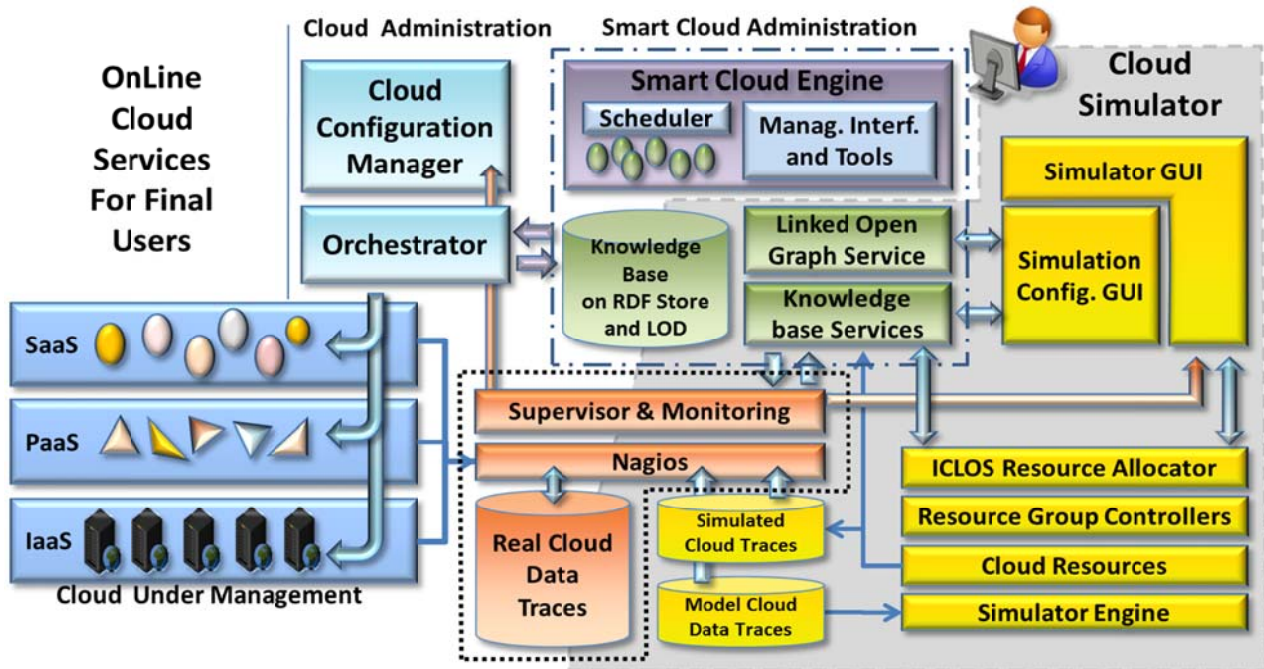 Cloud Administration
Smart Cloud Administration
OnLine
Cloud
Services
For Final
Users
Cloud
Configuration
Manager
Orchestrator
Smart Cloud Engine
Scheduler
Manag. Interf.
and Tools
Knowledge
Base
on RDF Store
and LOD
Linked Open
Graph Service
Knowledge
base Services
Cloud
Simulator
Simulator GUI
Simulation
Config. GUI
SaaS
PaaS
IaaS
Cloud Under Management
Supervisor & Monitoring
Nagios
Real Cloud
Data
Traces
Simulated
Cloud Traces
Model Cloud
Data Traces
ICLOS Resource Allocator
Resource Group Controllers
Cloud Resources
Simulator Engine